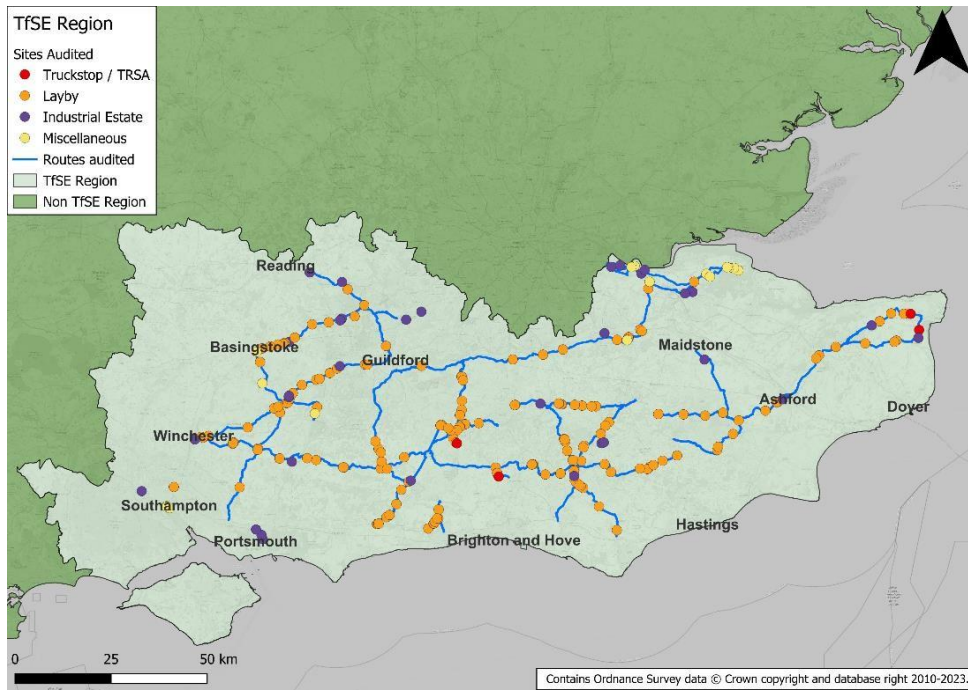 TfSE Region
Sites Audited
Truckstop / TRSA
Layby
Industrial Estate
Miscellaneous
Routes audited
TfSE Region
Non TfSE Region
Reading
Basingstoke
Guildford
Maidstone
Ashford
Dover
Winchester
Southampton
Portsmouth
Brighton and Hove
Hastings
0 25 50 km
Contains Ordnance Survey data © Crown copyright and database right 2010-2023.